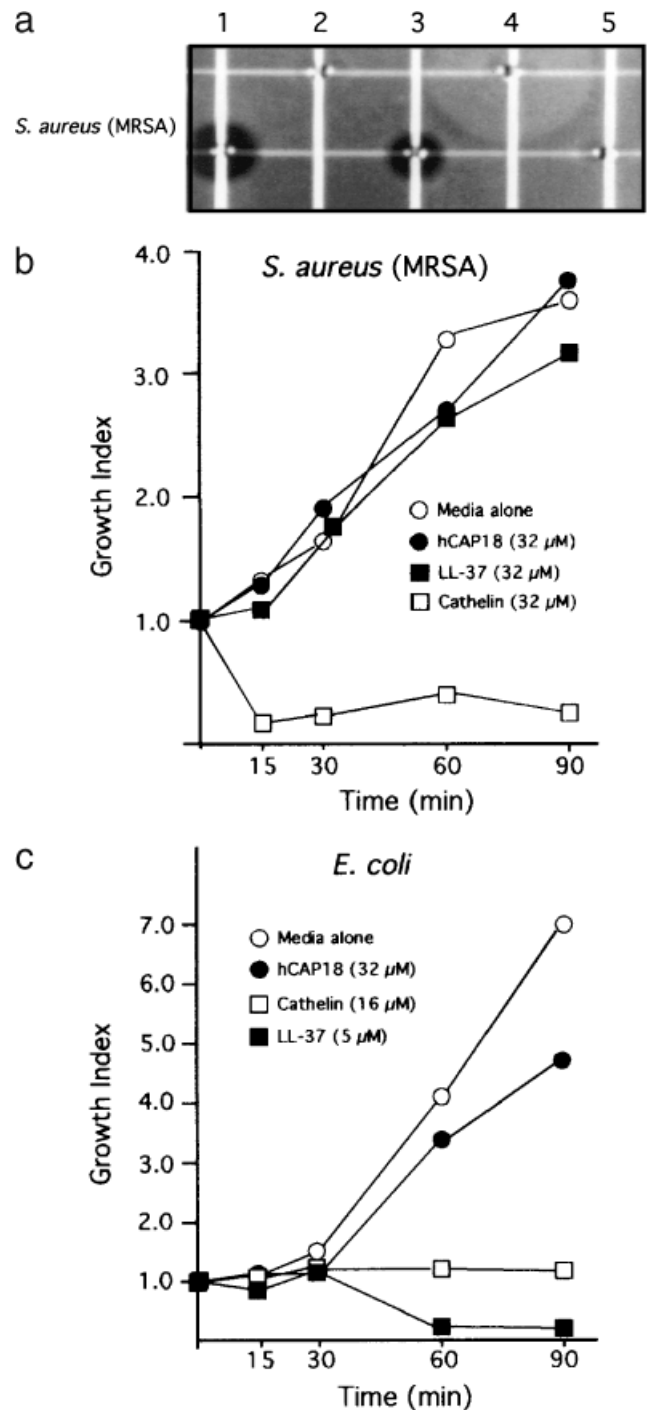 a
1 2 3 4 5
S. aureus (MRSA)
b
S. aureus (MRSA)
4.0
3.0
2.0
1.0
Growth Index
Media alone
hCAP18 (32 µM)
LL-37 (32 µM)
Cathelin (32 µM)
15 30 60 90
Time (min)
c
E. coli
7.0
6.0
5.0
4.0
3.0
2.0
1.0
Growth Index
Media alone
hCAP18 (32 µM)
Cathelin (16 µM)
LL-37 (5 µM)
15 30 60 90
Time (min)